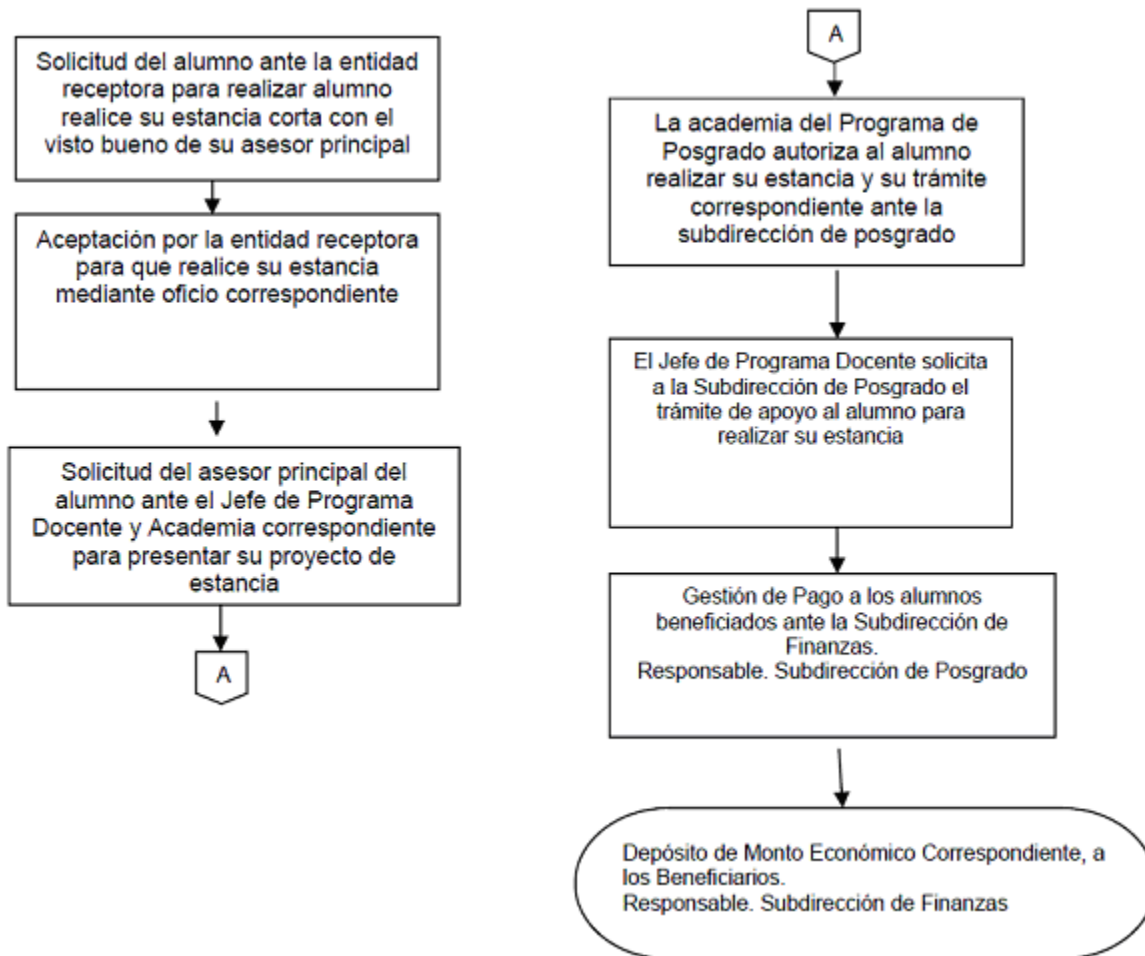 Solicitud del alumno ante la entidad
receptora para realizar alumno
realice su estancia corta con el
visto bueno de su asesor principal
Aceptación por la entidad receptora
para que realice su estancia
mediante oficio correspondiente
Solicitud del asesor principal del
alumno ante el Jefe de Programa
Docente y Academia correspondiente
para presentar su proyecto de
estancia
A
A
La academia del Programa de
Posgrado autoriza al alumno
realizar su estancia y su trámite
correspondiente ante la
subdirección de posgrado
El Jefe de Programa Docente solicita
a la Subdirección de Posgrado el
trámite de apoyo al alumno para
realizar su estancia
Gestión de Pago a los alumnos
beneficiados ante la Subdirección de
Finanzas.
Responsable. Subdirección de Posgrado
Depósito de Monto Económico Correspondiente, a
los Beneficiarios.
Responsable. Subdirección de Finanzas